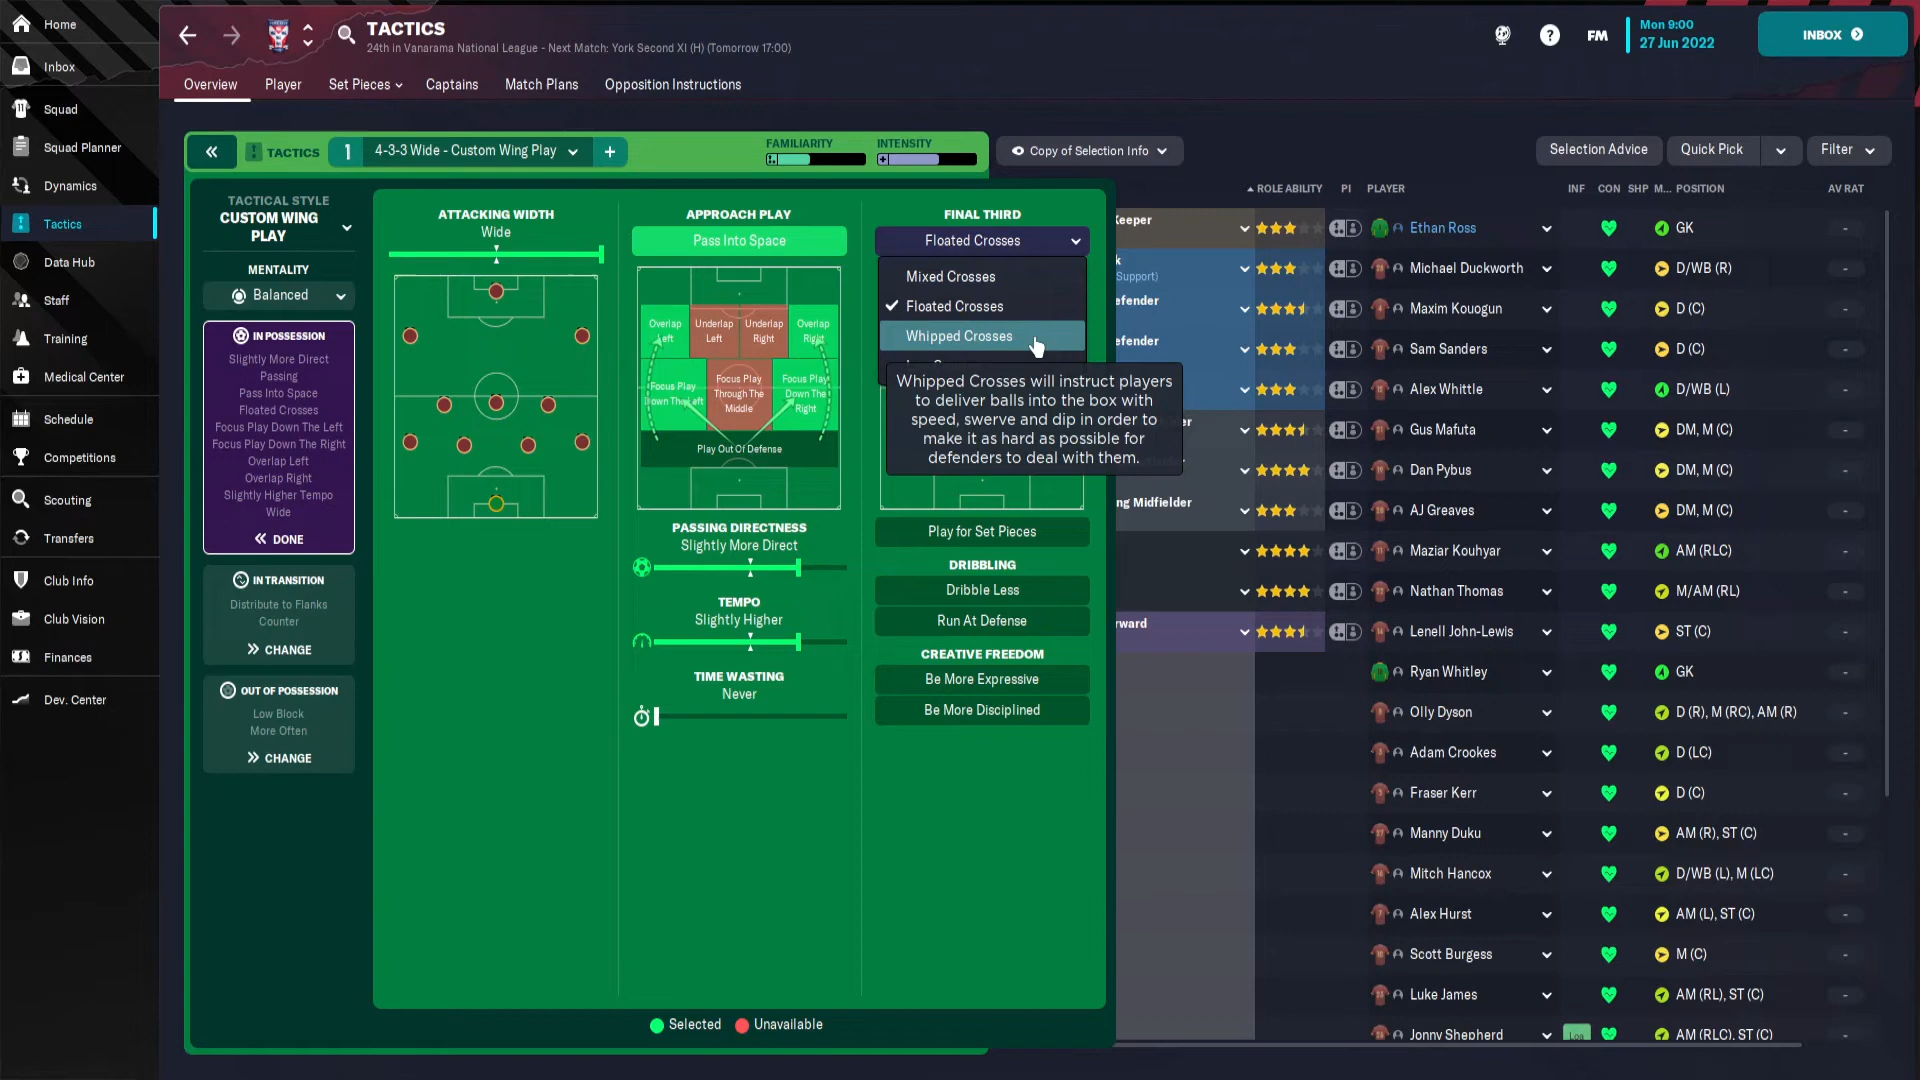 Home
Inbox
Squad
Squad Planner
Dynamics
Tactics
Data Hub
Staff
Training
Medical Center
Schedule
Competitions
Scouting
Transfers
Club Info
Club Vision
Finances
Dev. Center
TACTICS
24th in Vanarama National League - Next Match: York Second XI (H) (Tomorrow 17:00)
FM
Mon 9:00
27 Jun 2022
INBOX
Overview
Player
Set Pieces
Captains
Match Plans
Opposition Instructions
TACTICS
1
4-3-3 Wide - Custom Wing Play
FAMILIARITY
INTENSITY
Copy of Selection Info
Selection Advice
Quick Pick
Filter
TACTICAL STYLE
CUSTOM WING
PLAY
MENTALITY
Balanced
IN POSSESSION
Slightly More Direct
Passing
Pass Into Space
Floated Crosses
Focus Play Down The Left
Focus Play Down The Right
Overlap Left
Overlap Right
Slightly Higher Tempo
Wide
DONE
IN TRANSITION
Distribute to Flanks
Counter
CHANGE
OUT OF POSSESSION
Low Block
More Often
CHANGE
ATTACKING WIDTH
Wide
APPROACH PLAY
Pass Into Space
Overlap
Left
Underlap
Left
Underlap
Right
Overlap
Right
Focus Play
Down The Left
Focus Play
Through The
Middle
Focus Play
Down The
Right
Play Out Of Defense
PASSING DIRECTNESS
Slightly More Direct
TEMPO
Slightly Higher
TIME WASTING
Never
FINAL THIRD
Floated Crosses
Mixed Crosses
Floated Crosses
Whipped Crosses
Whipped Crosses will instruct players
to deliver balls into the box with
speed, swerve and dip in order to
make it as hard as possible for
defenders to deal with them.
Play for Set Pieces
DRIBBLING
Dribble Less
Run At Defense
CREATIVE FREEDOM
Be More Expressive
Be More Disciplined
Selected
Unavailable
ROLE ABILITY
PI
PLAYER
INF
CON
SHP
M...
POSITION
AV RAT
Keeper
Ethan Ross
GK
-
k
Support)
Michael Duckworth
D/WB (R)
-
efender
Maxim Kouogun
D (C)
-
efender
Sam Sanders
D (C)
-
Alex Whittle
D/WB (L)
-
Gus Mafuta
DM, M (C)
-
Dan Pybus
DM, M (C)
-
ng Midfielder
AJ Greaves
DM, M (C)
-
Maziar Kouhyar
AM (RLC)
-
Nathan Thomas
M/AM (RL)
-
rward
Lenell John-Lewis
ST (C)
-
Ryan Whitley
GK
-
Olly Dyson
D (R), M (RC), AM (R)
-
Adam Crookes
D (LC)
-
Fraser Kerr
D (C)
-
Manny Duku
AM (R), ST (C)
-
Mitch Hancox
D/WB (L), M (LC)
-
Alex Hurst
AM (L), ST (C)
-
Scott Burgess
M (C)
-
Luke James
AM (RL), ST (C)
-
Jonny Shepherd
Loa
AM (RLC), ST (C)
-